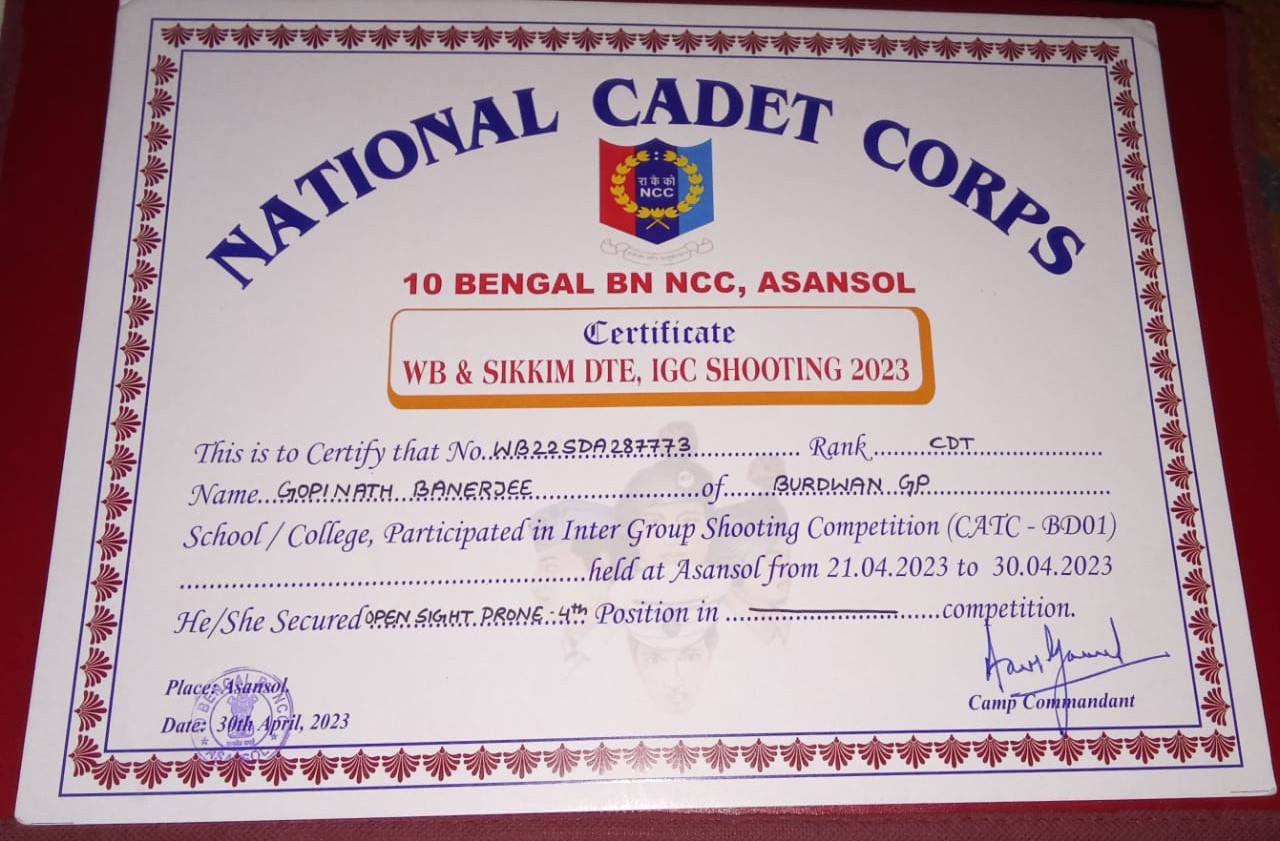 NATIONAL CADET CORPS
रा कै को
NCC
10 BENGAL BN NCC, ASANSOL
Certificate
WB & SIKKIM DTE, IGC SHOOTING 2023
This is to Certify that No..WB22SDA287773.................. Rank........CDT......................
Name...GOPINATH BANERJEE.........................of.......BURDWAN GP...............................
School / College, Participated in Inter Group Shooting Competition (CATC - BD01)
..........................................................held at Asansol from 21.04.2023 to 30.04.2023
He/She Secured OPEN SIGHT PRONE - 4th Position in ..............................competition.
Place: Asansol.
Date: 30th April, 2023
Camp Commandant